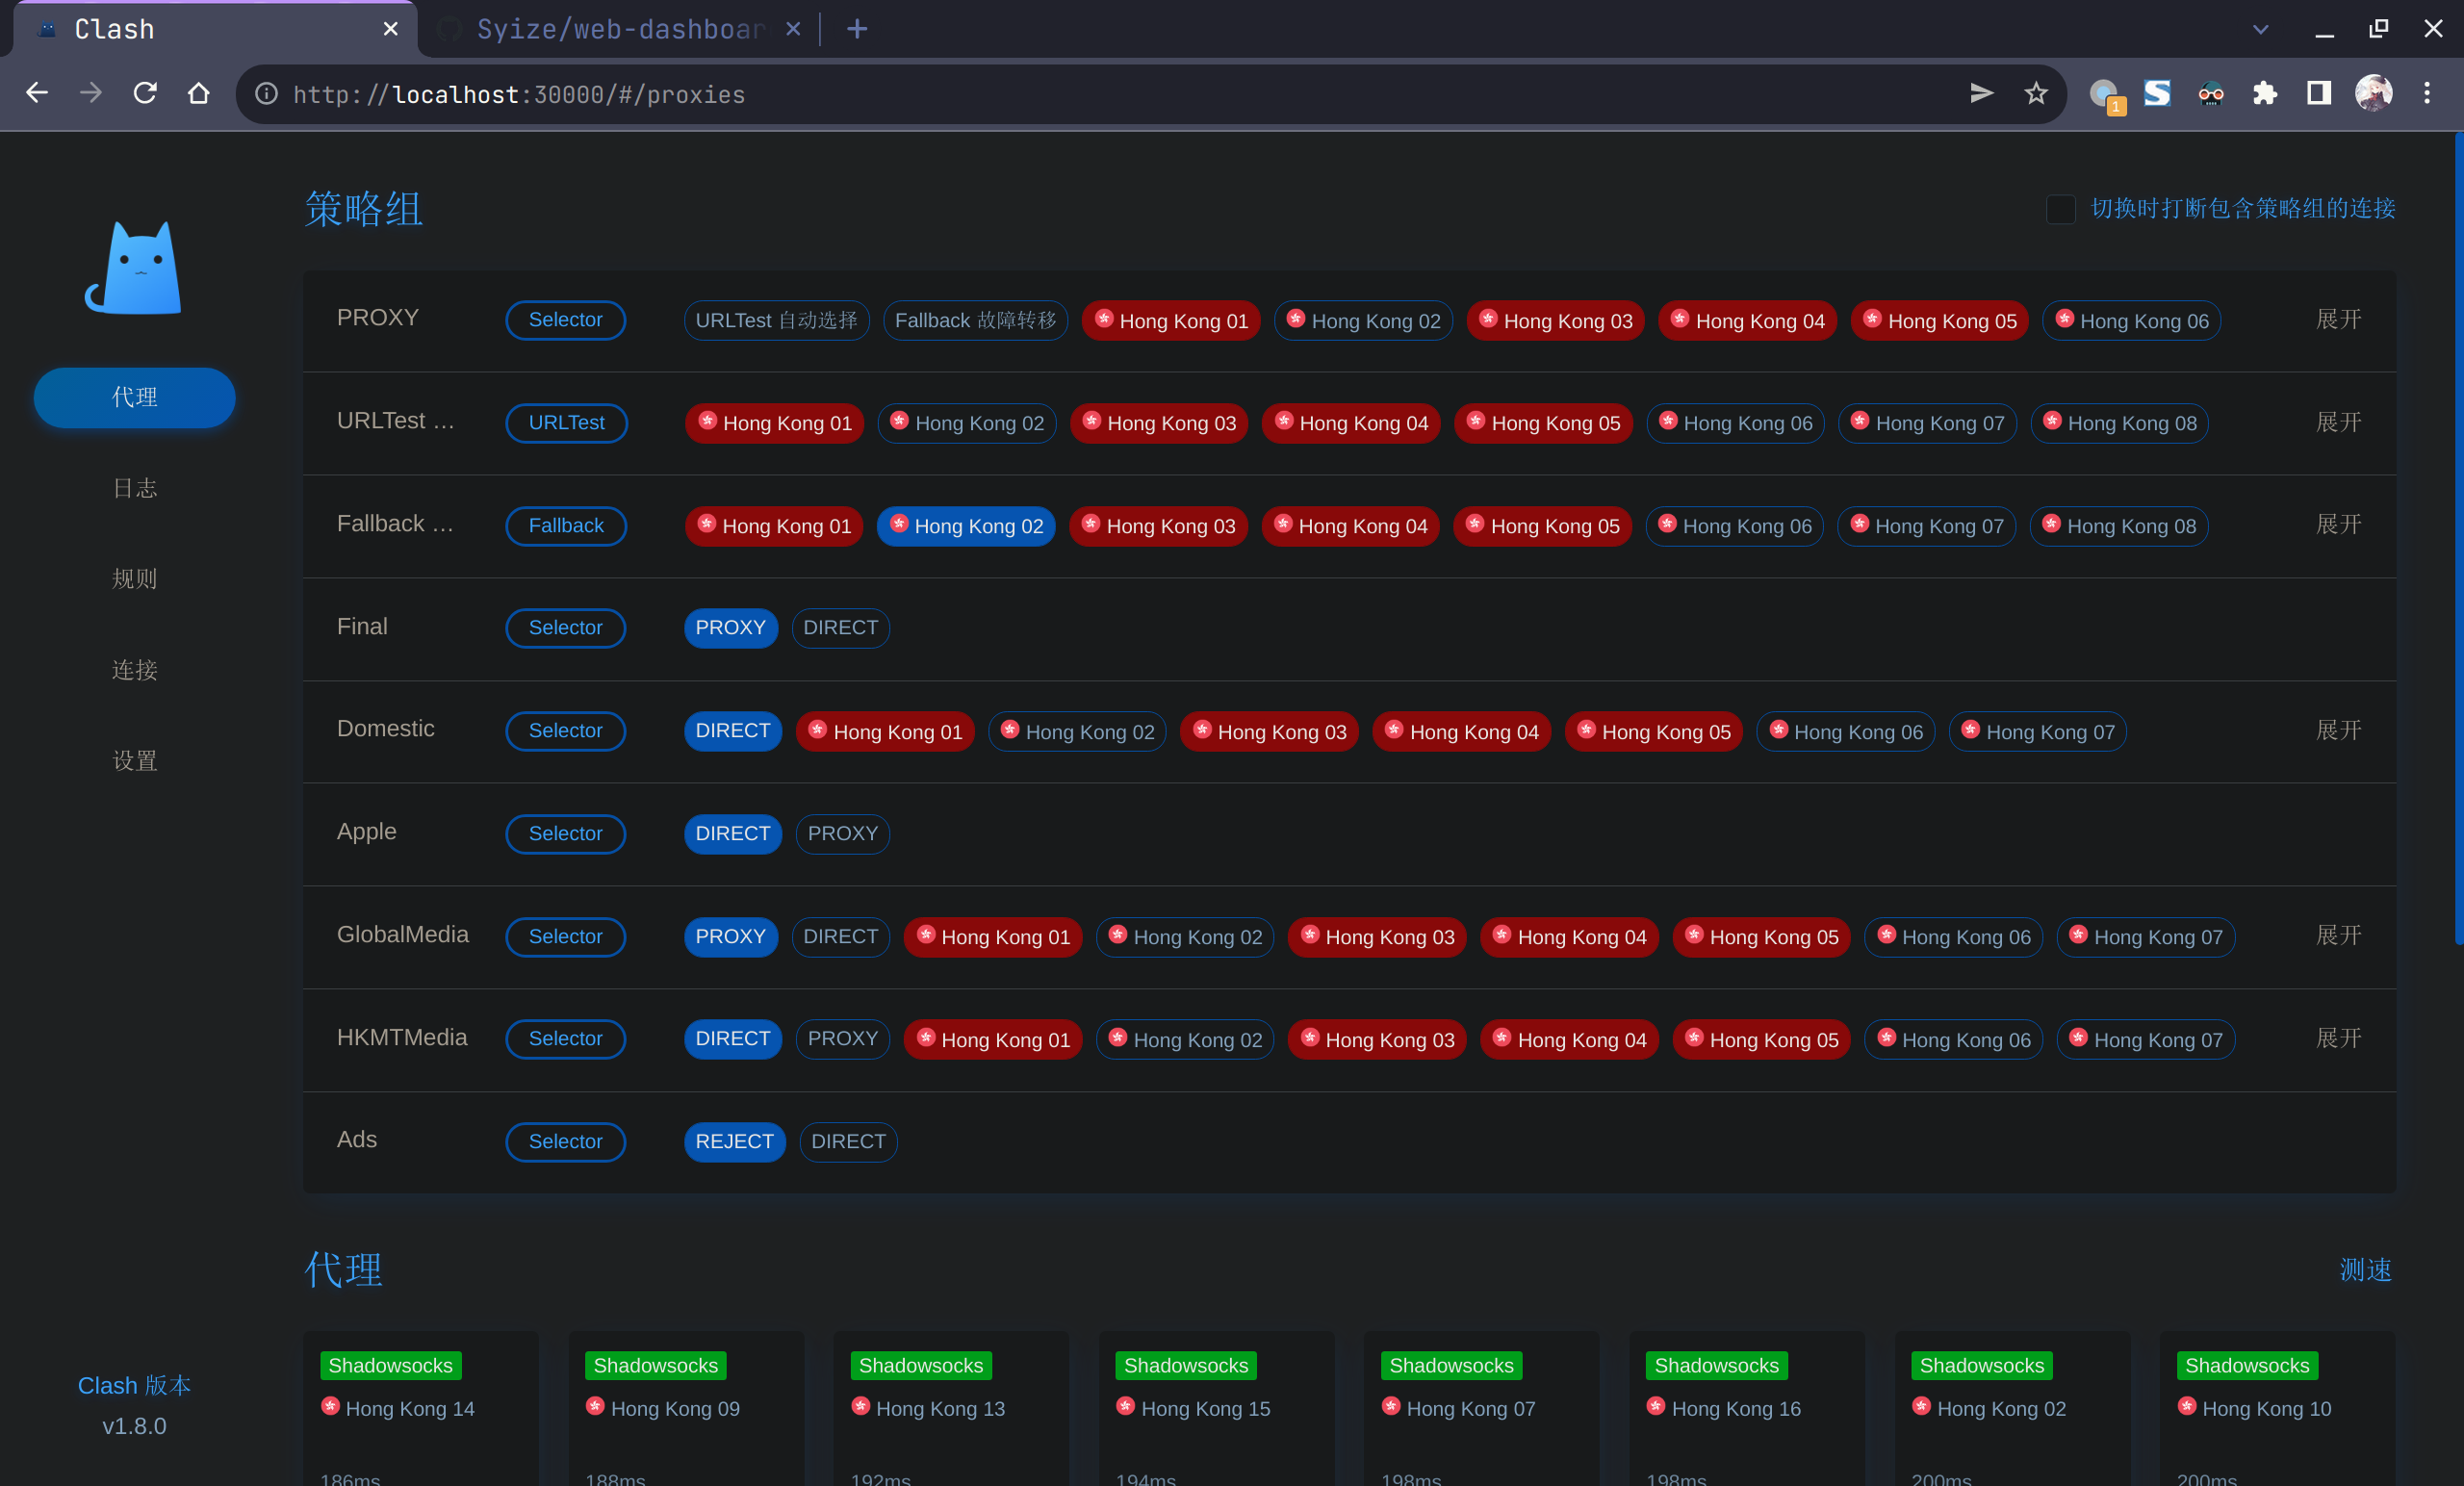 Clash
Syize/web-dashboar
http://localhost:30000/#/proxies
1
策略组
切换时打断包含策略组的连接
PROXY Selector URLTest 自动选择 Fallback 故障转移 Hong Kong 01 Hong Kong 02 Hong Kong 03 Hong Kong 04 Hong Kong 05 Hong Kong 06 展开
代理
URLTest … URLTest Hong Kong 01 Hong Kong 02 Hong Kong 03 Hong Kong 04 Hong Kong 05 Hong Kong 06 Hong Kong 07 Hong Kong 08 展开
日志
Fallback … Fallback Hong Kong 01 Hong Kong 02 Hong Kong 03 Hong Kong 04 Hong Kong 05 Hong Kong 06 Hong Kong 07 Hong Kong 08 展开
规则
Final Selector PROXY DIRECT
连接
Domestic Selector DIRECT Hong Kong 01 Hong Kong 02 Hong Kong 03 Hong Kong 04 Hong Kong 05 Hong Kong 06 Hong Kong 07 展开
设置
Apple Selector DIRECT PROXY
GlobalMedia Selector PROXY DIRECT Hong Kong 01 Hong Kong 02 Hong Kong 03 Hong Kong 04 Hong Kong 05 Hong Kong 06 Hong Kong 07 展开
HKMTMedia Selector DIRECT PROXY Hong Kong 01 Hong Kong 02 Hong Kong 03 Hong Kong 04 Hong Kong 05 Hong Kong 06 Hong Kong 07 展开
Ads Selector REJECT DIRECT
代理
测速
Shadowsocks Shadowsocks Shadowsocks Shadowsocks Shadowsocks Shadowsocks Shadowsocks Shadowsocks
Hong Kong 14 Hong Kong 09 Hong Kong 13 Hong Kong 15 Hong Kong 07 Hong Kong 16 Hong Kong 02 Hong Kong 10
186ms 188ms 192ms 194ms 198ms 198ms 200ms 200ms
Clash 版本
v1.8.0